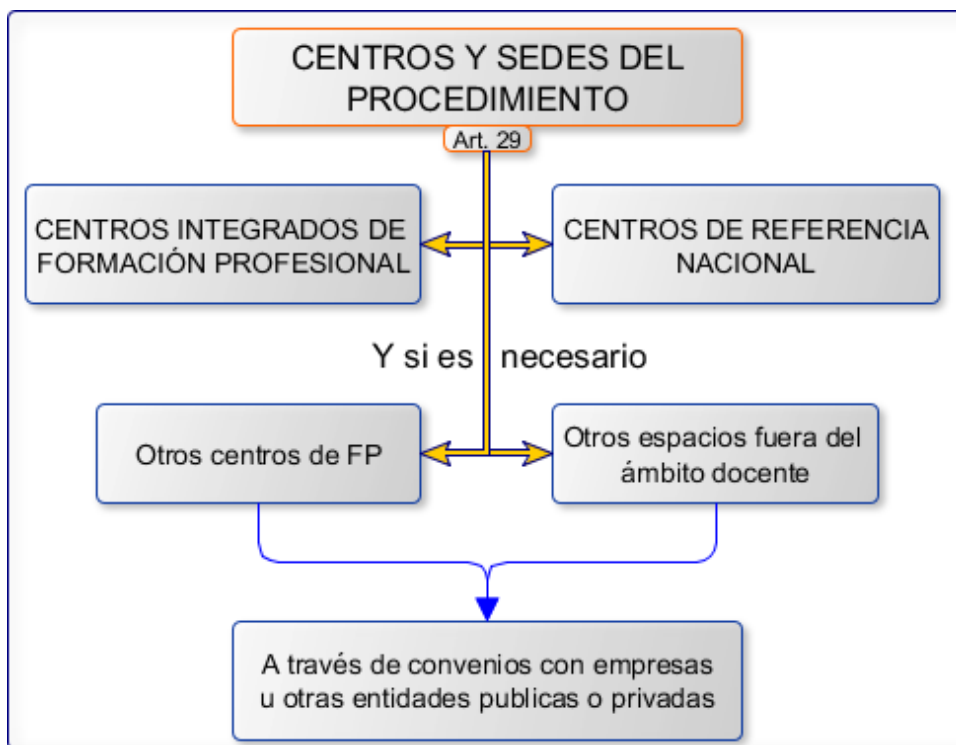 CENTROS Y SEDES DEL
PROCEDIMIENTO
Art. 29
CENTROS INTEGRADOS DE
FORMACIÓN PROFESIONAL
CENTROS DE REFERENCIA
NACIONAL
Y si es necesario
Otros centros de FP
Otros espacios fuera del
ámbito docente
A través de convenios con empresas
u otras entidades publicas o privadas